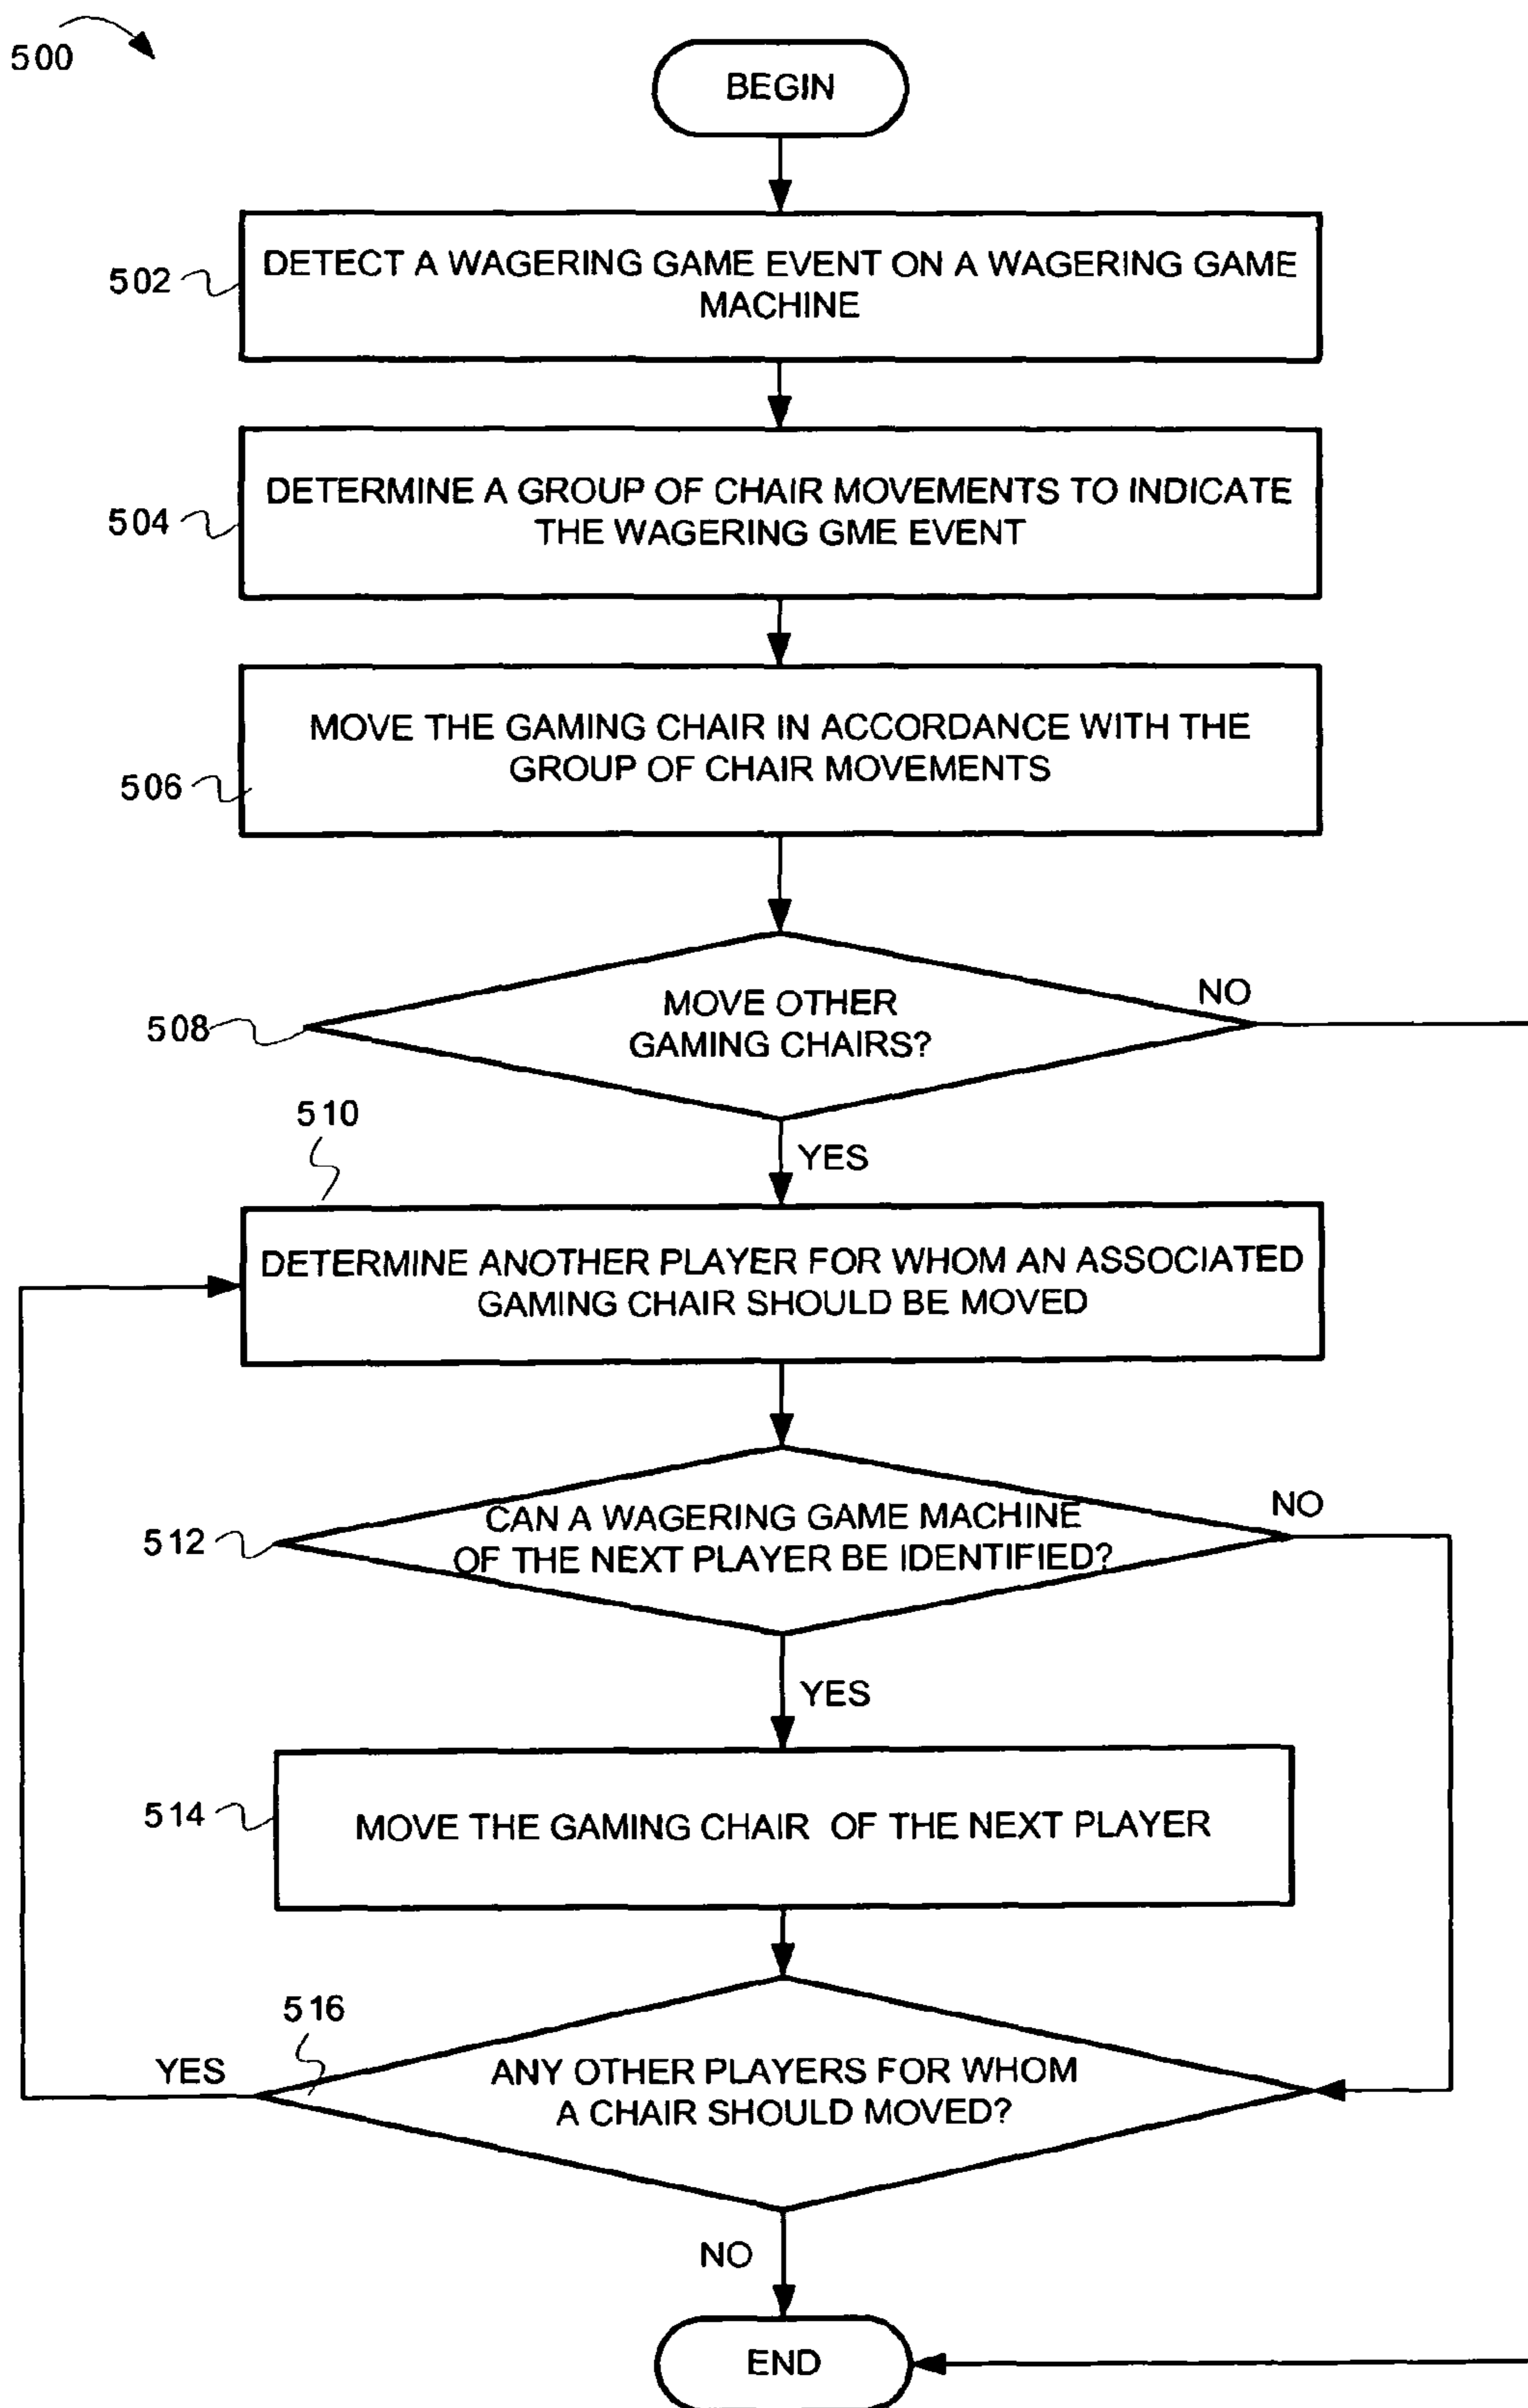 500
BEGIN
502
DETECT A WAGERING GAME EVENT ON A WAGERING GAME
MACHINE
504
DETERMINE A GROUP OF CHAIR MOVEMENTS TO INDICATE
THE WAGERING GME EVENT
506
MOVE THE GAMING CHAIR IN ACCORDANCE WITH THE
GROUP OF CHAIR MOVEMENTS
508
MOVE OTHER
GAMING CHAIRS?
NO
YES
510
DETERMINE ANOTHER PLAYER FOR WHOM AN ASSOCIATED
GAMING CHAIR SHOULD BE MOVED
512
CAN A WAGERING GAME MACHINE
OF THE NEXT PLAYER BE IDENTIFIED?
NO
YES
514
MOVE THE GAMING CHAIR OF THE NEXT PLAYER
516
YES
ANY OTHER PLAYERS FOR WHOM
A CHAIR SHOULD MOVED?
NO
END